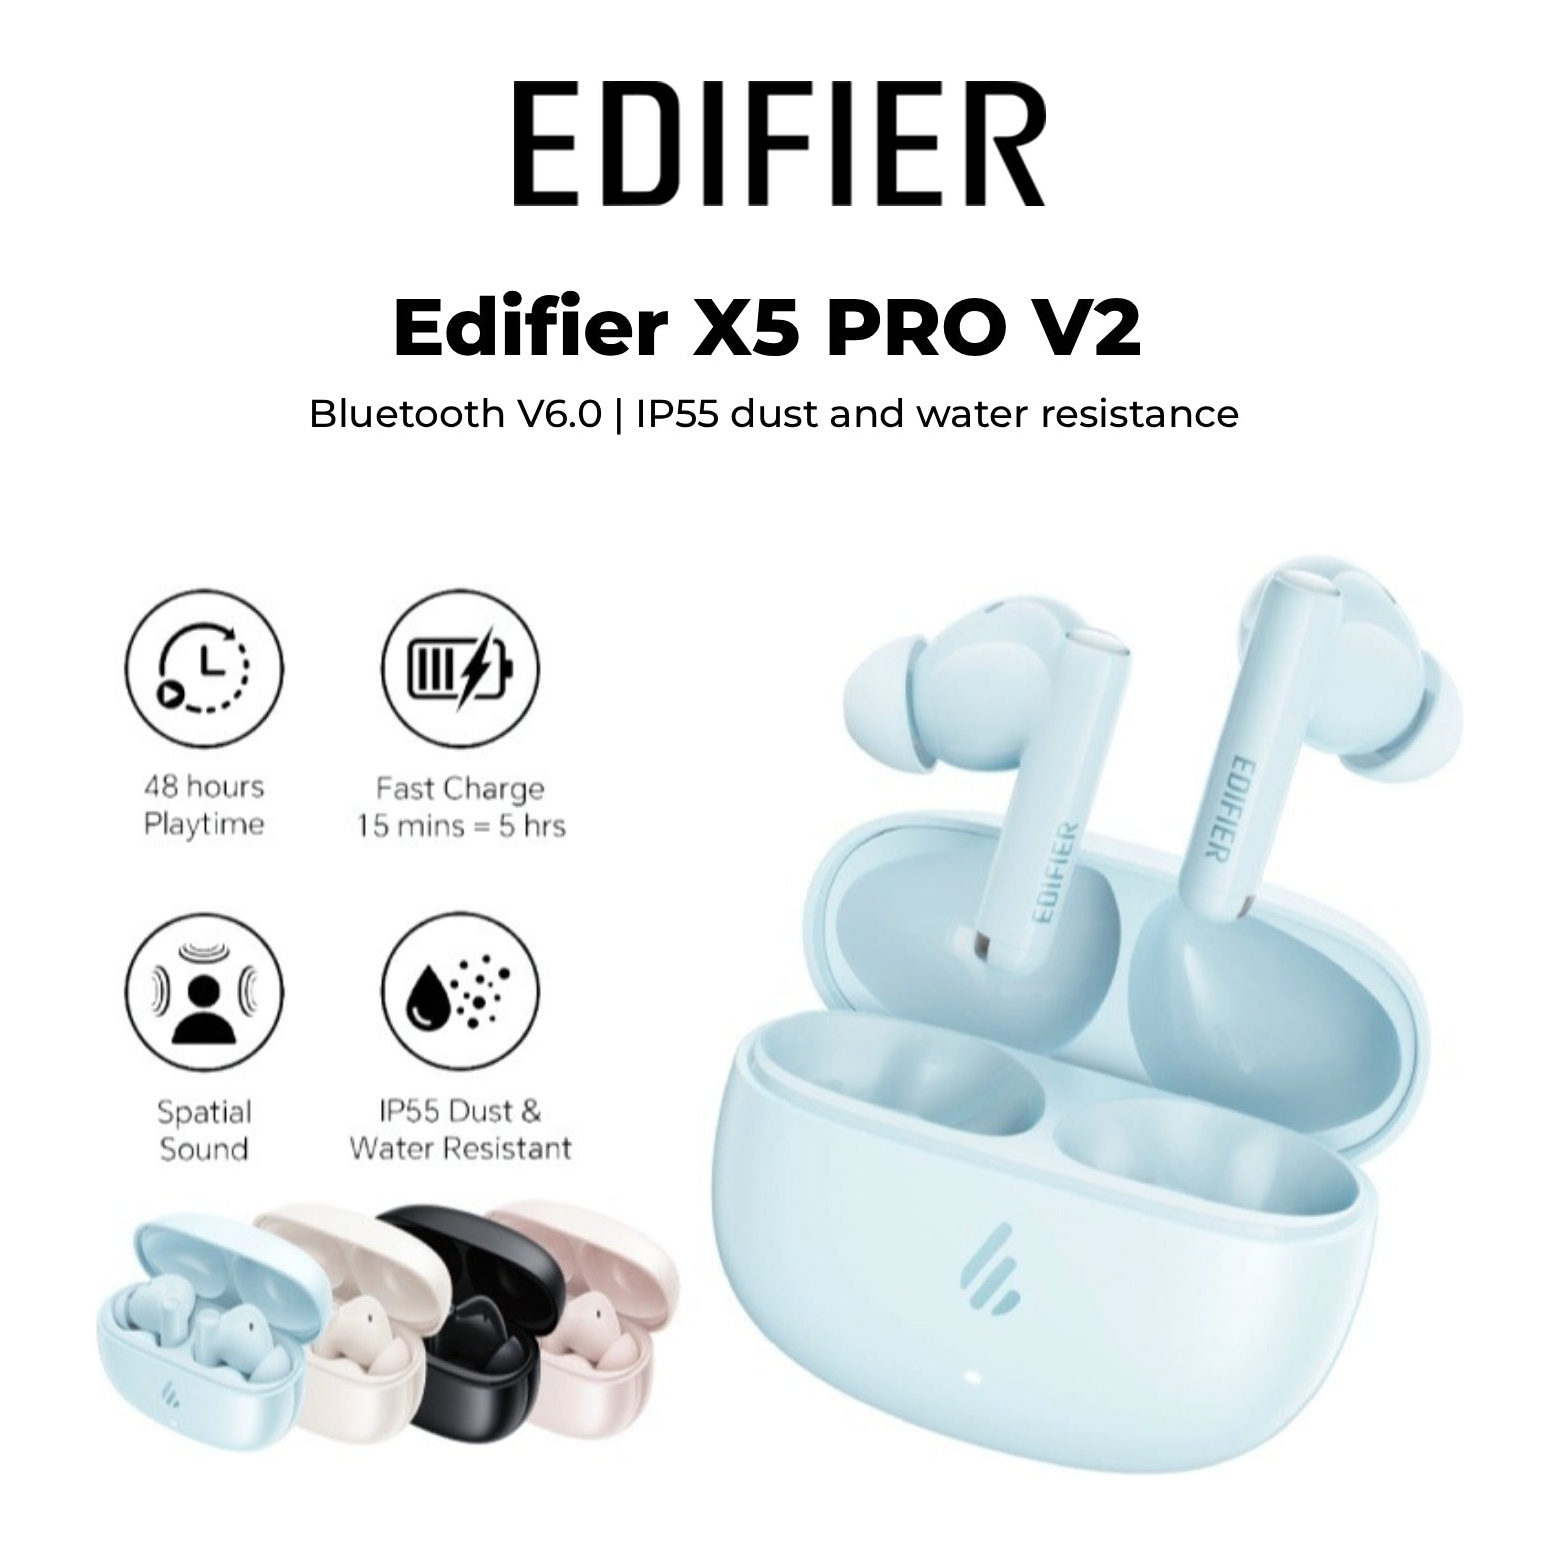 EDIFIER
Edifier X5 PRO V2
Bluetooth V6.0 | IP55 dust and water resistance
48 hours
Playtime
Fast Charge
15 mins = 5 hrs
Spatial
Sound
IP55 Dust &
Water Resistant
EDIFIER
EDIFIER